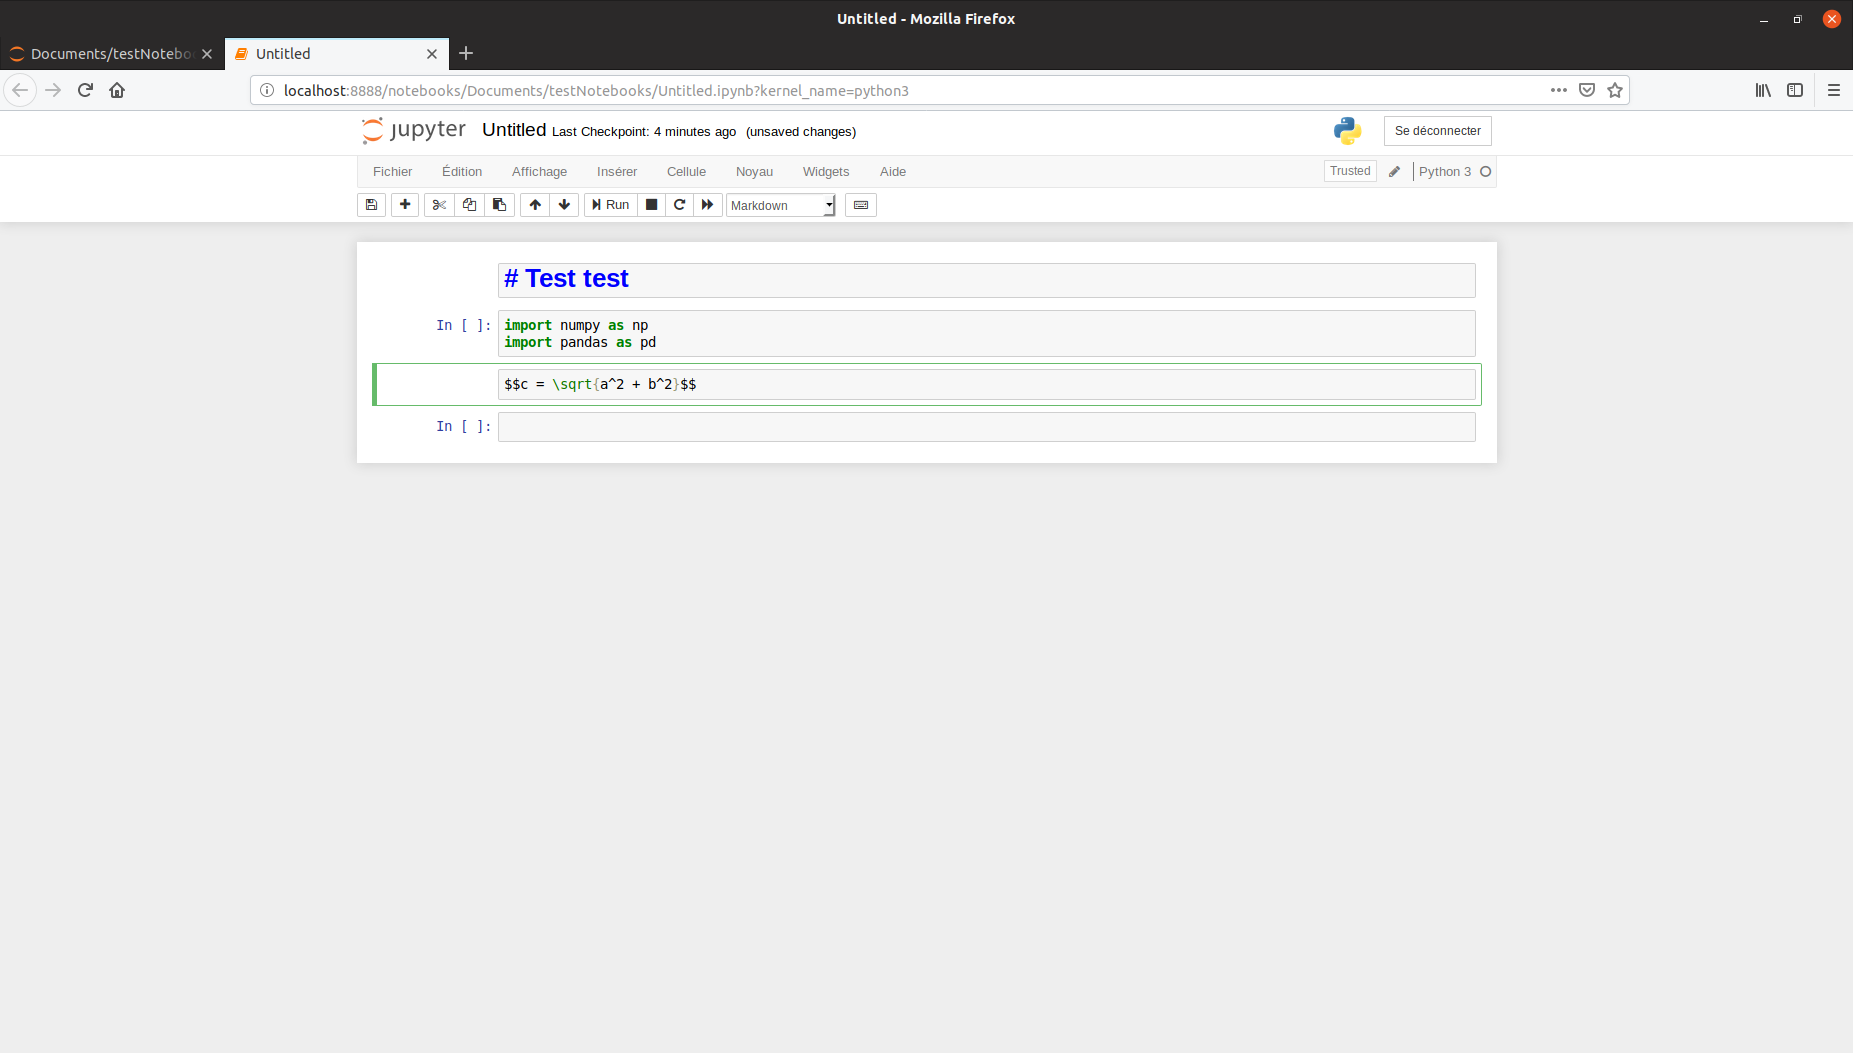 Untitled - Mozilla Firefox
Documents/testNoteboo
Untitled
localhost:8888/notebooks/Documents/testNotebooks/Untitled.ipynb?kernel_name=python3
jupyter Untitled Last Checkpoint: 4 minutes ago (unsaved changes)
Se déconnecter
Fichier Édition Affichage Insérer Cellule Noyau Widgets Aide
Trusted Python 3
Run Markdown
# Test test
In [ ]: import numpy as np
import pandas as pd
$$c = \sqrt{a^2 + b^2}$$
In [ ]: